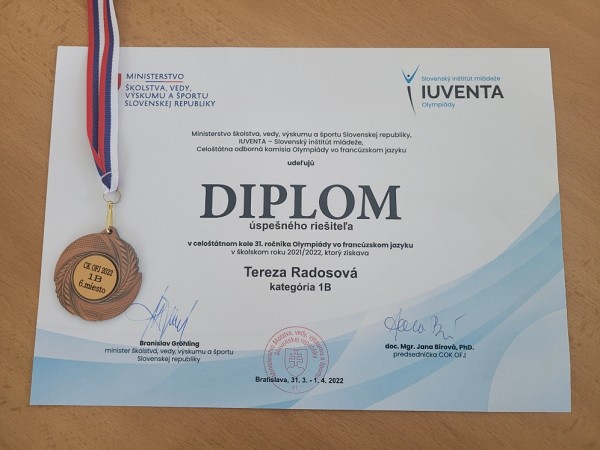 MINISTERSTVO
ŠKOLSTVA, VEDY,
VÝSKUMU A ŠPORTU
SLOVENSKEJ REPUBLIKY
Slovenský inštitút mládeže
IUVENTA
Olympiády
Ministerstvo školstva, vedy, výskumu a športu Slovenskej republiky,
IUVENTA – Slovenský inštitút mládeže,
Celoštátna odborná komisia Olympiády vo francúzskom jazyku
udeľujú
DIPLOM
úspešného riešiteľa
v celoštátnom kole 31. ročníka Olympiády vo francúzskom jazyku
v školskom roku 2021/2022, ktorý získava
Tereza Radosová
kategória 1B
CK OFJ 2022
1B
6.miesto
Branislav Gröhling
minister školstva, vedy, výskumu a športu
Slovenskej republiky
doc. Mgr. Jana Bírová, PhD.
predsedníčka COK OFJ
Bratislava, 31. 3. - 1. 4. 2022